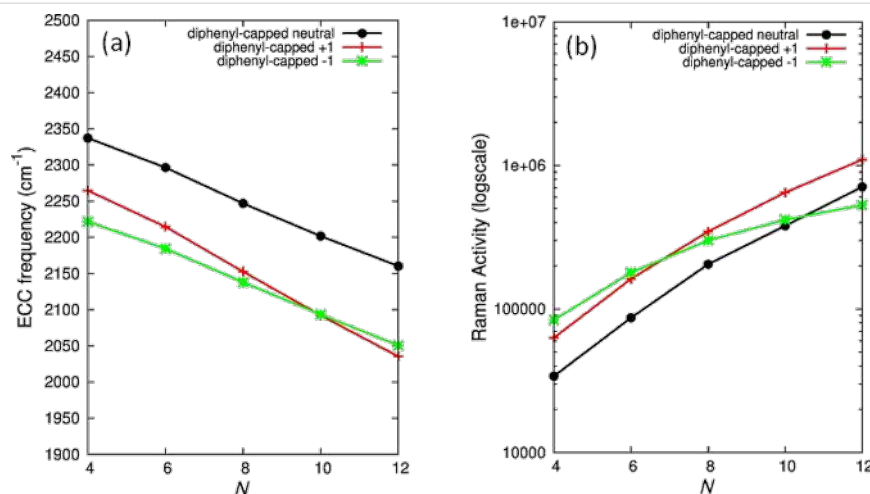 (a)
diphenyl-capped neutral
diphenyl-capped +1
diphenyl-capped -1
ECC frequency (cm⁻¹)
2500
2450
2400
2350
2300
2250
2200
2150
2100
2050
2000
1950
1900
4 6 8 10 12
N
(b)
diphenyl-capped neutral
diphenyl-capped +1
diphenyl-capped -1
Raman Activity (logscale)
1e+07
1e+06
100000
10000
4 6 8 10 12
N